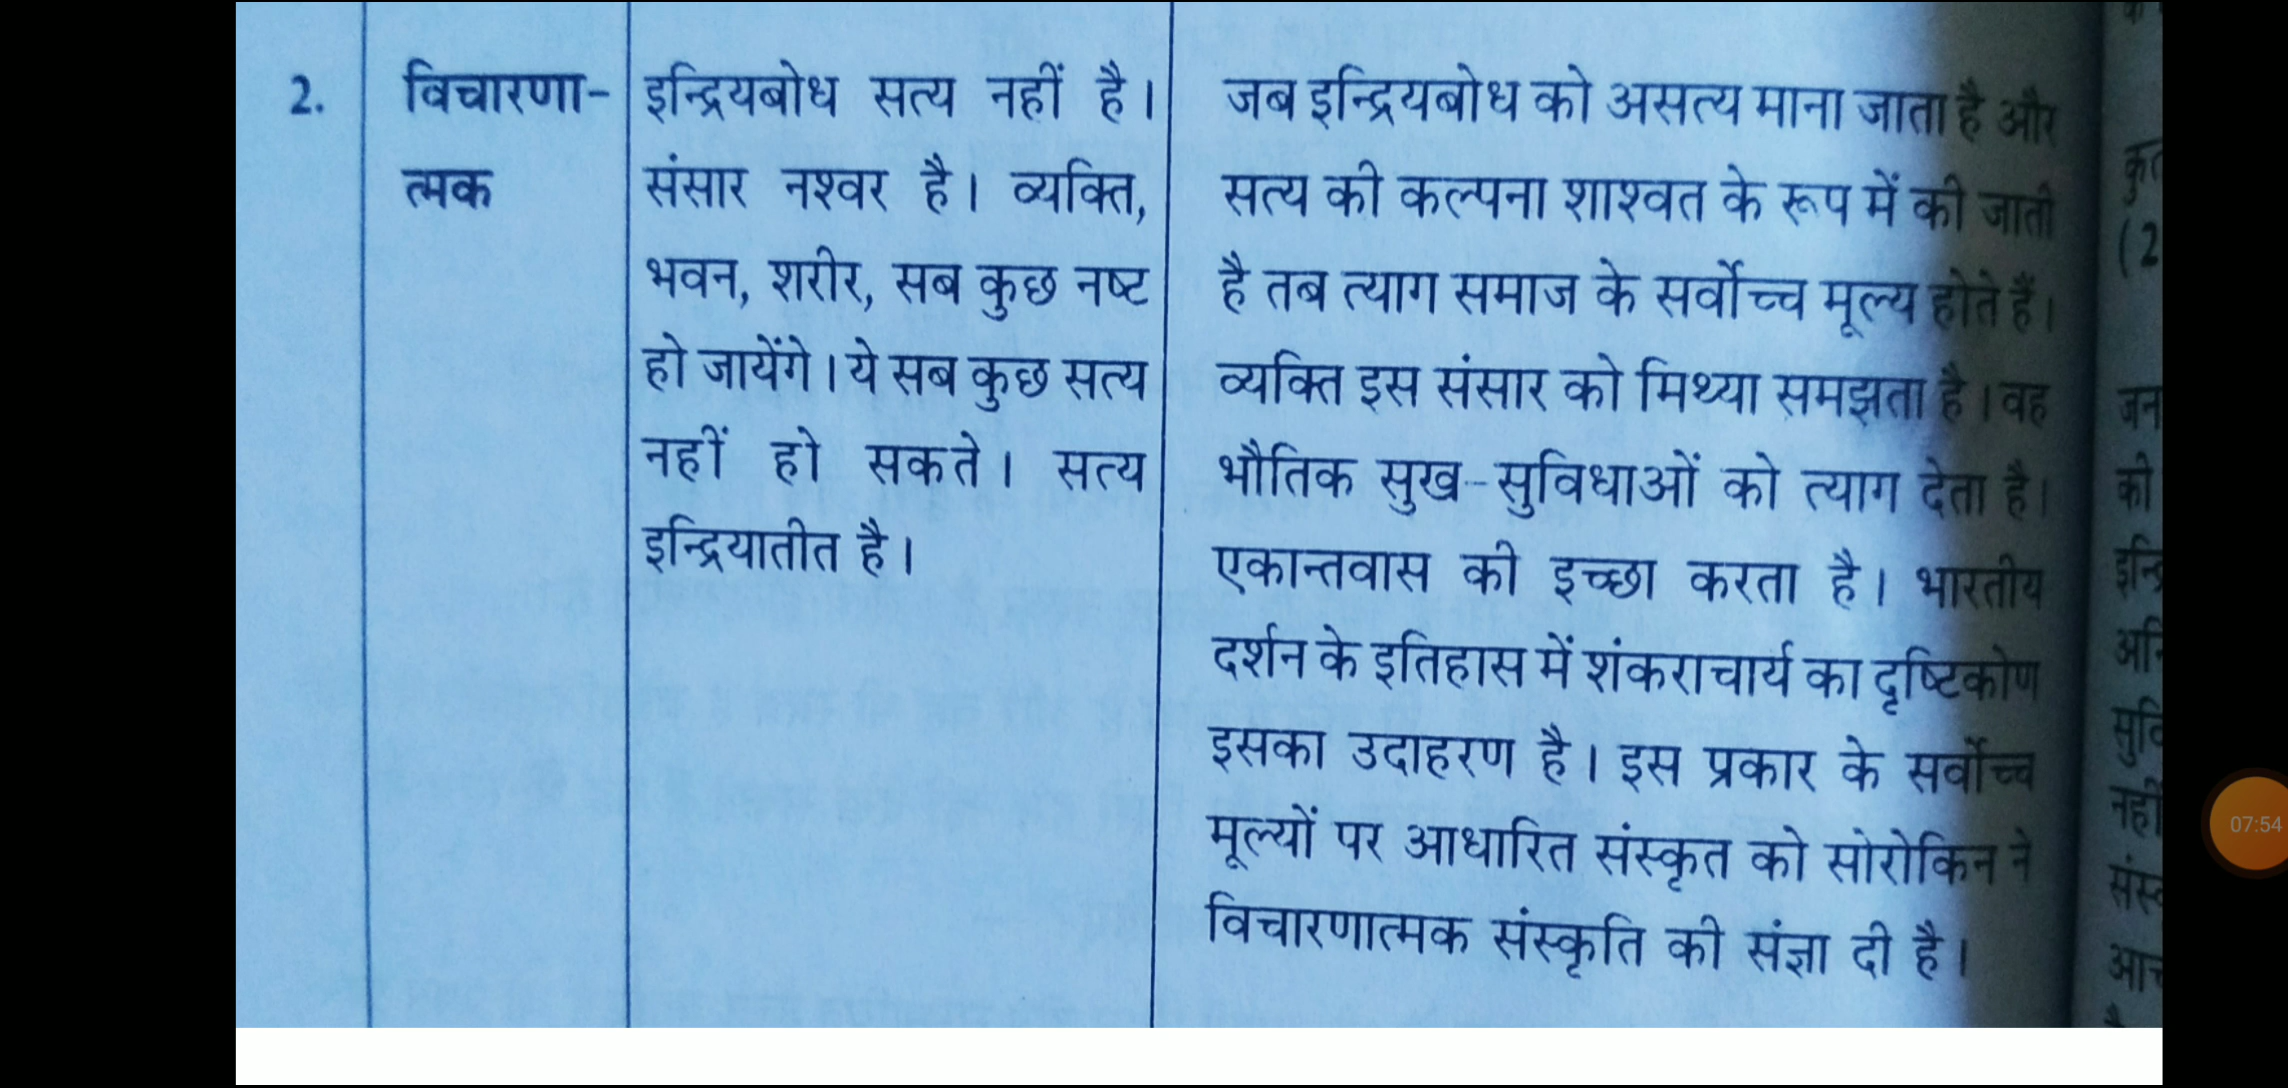 2.
विचारणा-
त्मक
इन्द्रियबोध सत्य नहीं है।
संसार नश्वर है। व्यक्ति,
भवन, शरीर, सब कुछ नष्ट
हो जायेंगे। ये सब कुछ सत्य
नहीं हो सकते। सत्य
इन्द्रियातीत है।
जब इन्द्रियबोध को असत्य माना जाता है और
सत्य की कल्पना शाश्वत के रूप में की जाती
है तब त्याग समाज के सर्वोच्च मूल्य होते हैं।
व्यक्ति इस संसार को मिथ्या समझता है। वह
भौतिक सुख-सुविधाओं को त्याग देता है।
एकान्तवास की इच्छा करता है। भारतीय
दर्शन के इतिहास में शंकराचार्य का दृष्टिकोण
इसका उदाहरण है। इस प्रकार के सर्वोच्च
मूल्यों पर आधारित संस्कृत को सोरोकिन ने
विचारणात्मक संस्कृति की संज्ञा दी है।
(2
को
07:54